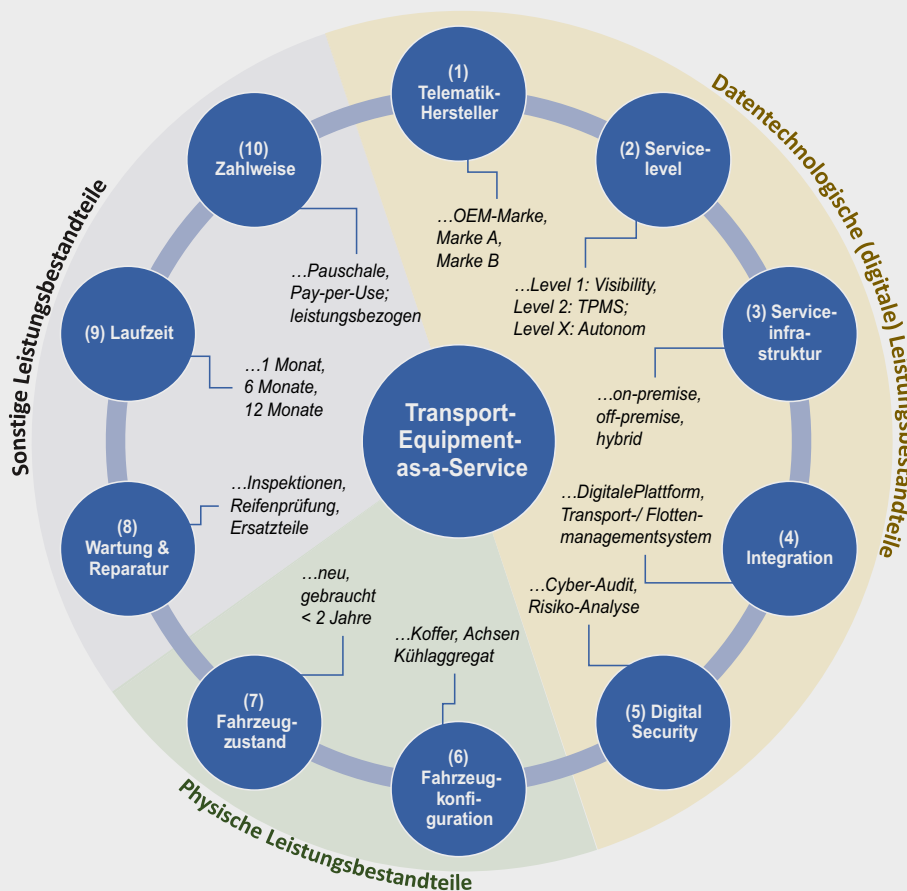 Datentechnologische (digitale) Leistungsbestandteile
Physische Leistungsbestandteile
Sonstige Leistungsbestandteile
Transport-
Equipment-
as-a-Service
(1)
Telematik-
Hersteller
...OEM-Marke,
Marke A,
Marke B
(2) Service-
level
...Level 1: Visibility,
Level 2: TPMS;
Level X: Autonom
(3) Service-
infra-
struktur
...on-premise,
off-premise,
hybrid
(4)
Integration
...DigitalePlattform,
Transport-/ Flotten-
managementsystem
(5) Digital
Security
...Cyber-Audit,
Risiko-Analyse
(6)
Fahrzeug-
konfi-
guration
...Koffer, Achsen
Kühlaggregat
(7)
Fahrzeug-
zustand
...neu,
gebraucht
< 2 Jahre
(8)
Wartung &
Reparatur
...Inspektionen,
Reifenprüfung,
Ersatzteile
(9) Laufzeit
...1 Monat,
6 Monate,
12 Monate
(10)
Zahlweise
...Pauschale,
Pay-per-Use;
leistungsbezogen